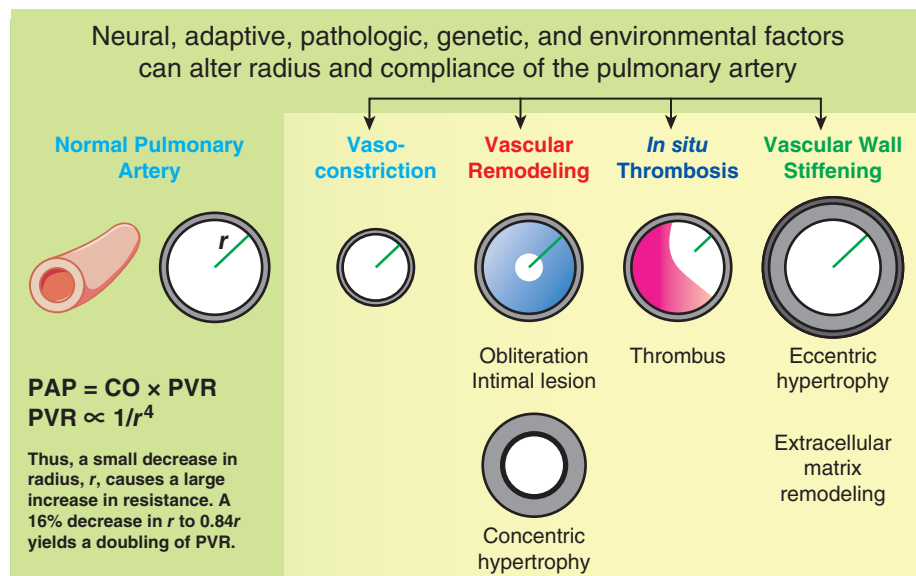 Neural, adaptive, pathologic, genetic, and environmental factors
can alter radius and compliance of the pulmonary artery
Normal Pulmonary
Artery
r
PAP = CO × PVR
PVR ∝ 1/r⁴
Thus, a small decrease in
radius, r, causes a large
increase in resistance. A
16% decrease in r to 0.84r
yields a doubling of PVR.
Vaso-
constriction
Vascular
Remodeling
Obliteration
Intimal lesion
Concentric
hypertrophy
In situ
Thrombosis
Thrombus
Vascular Wall
Stiffening
Eccentric
hypertrophy
Extracellular
matrix
remodeling